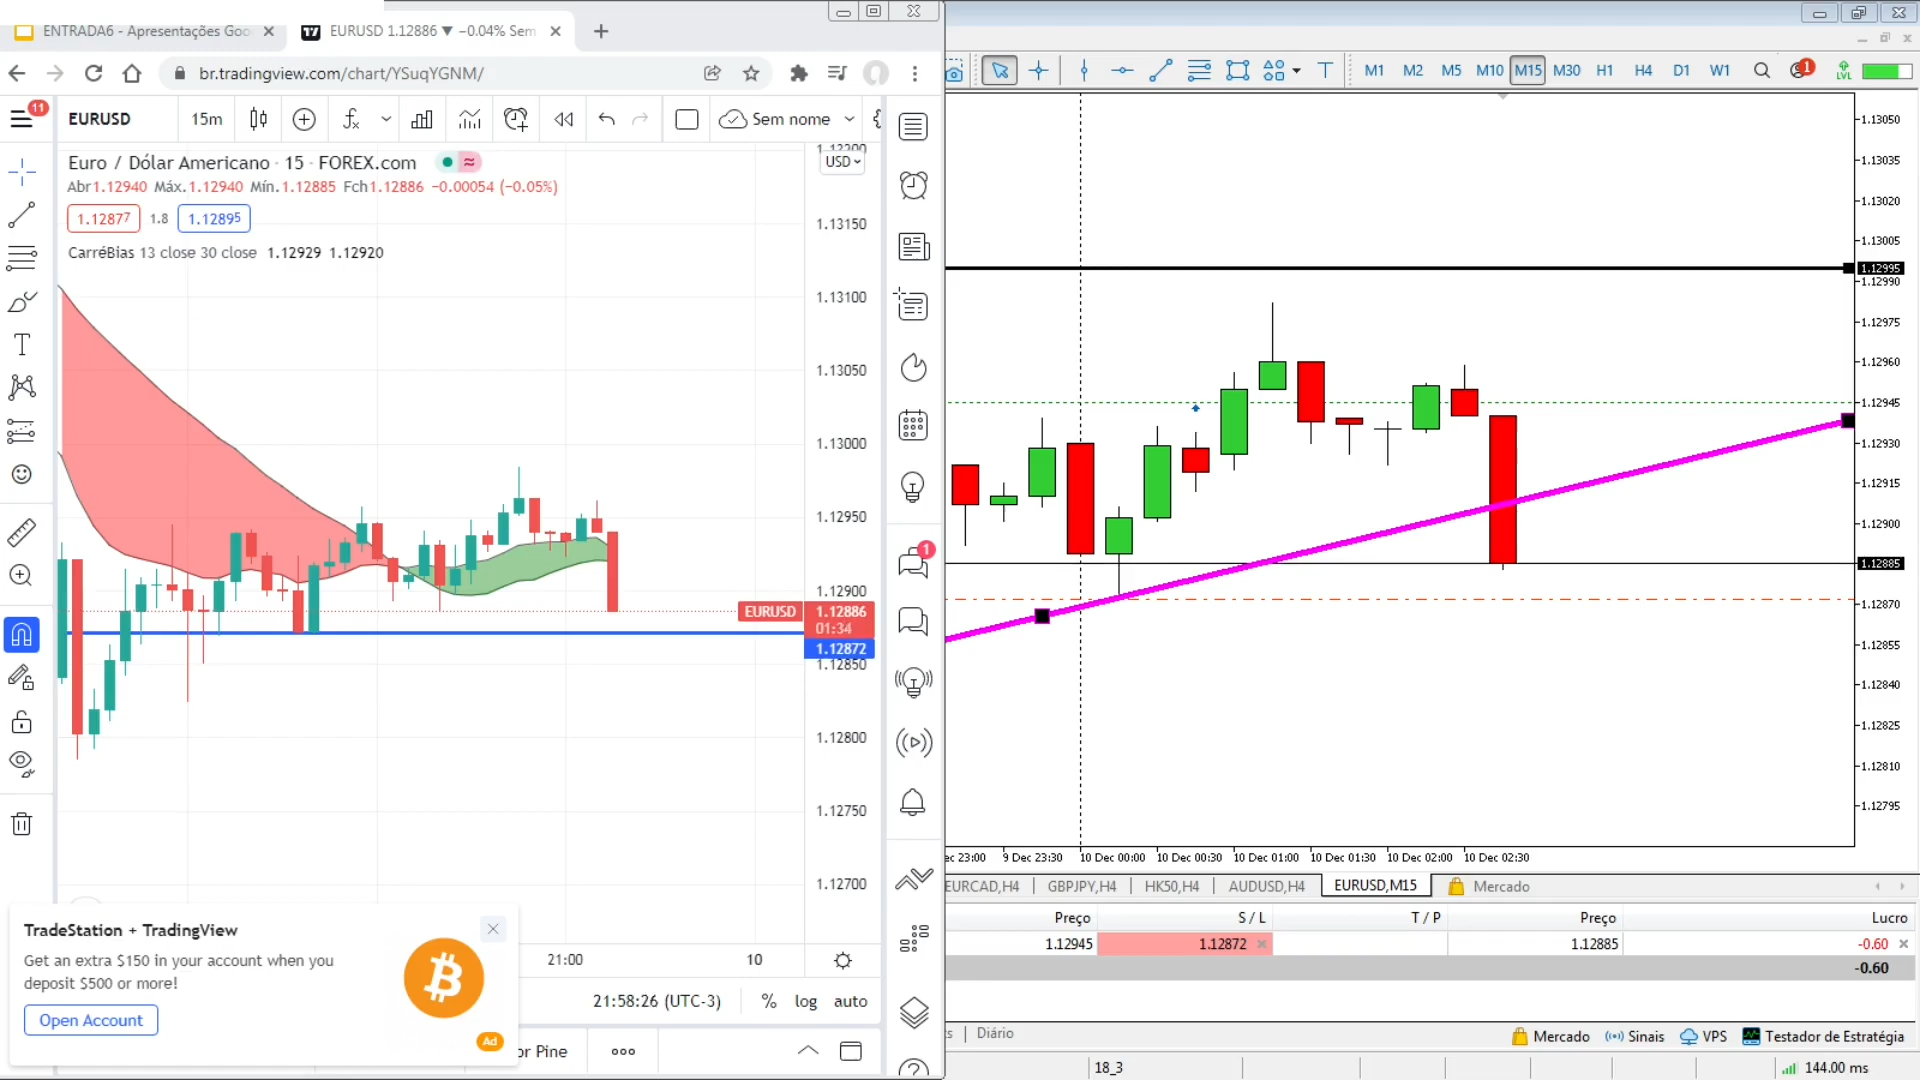 ENTRADA6 - Apresentações Goo
EURUSD 1.12886 ▼ −0.04% Sem
br.tradingview.com/chart/YSuqYGNM/
11
EURUSD
15m
Sem nome
Euro / Dólar Americano · 15 · FOREX.com
Abr1.12940 Máx.1.12940 Mín.1.12885 Fch1.12886 −0.00054 (−0.05%)
1.12877 1.8 1.12895
CarréBias 13 close 30 close 1.12929 1.12920
1.13200
USD
1.13150
1.13100
1.13050
1.13000
1.12950
1.12900
EURUSD 1.12886
01:34
1.12872
1.12850
1.12800
1.12750
1.12700
21:00
10
21:58:26 (UTC-3)
%
log
auto
TradeStation + TradingView
Get an extra $150 in your account when you
deposit $500 or more!
Open Account
Ad
or Pine
1
M1 M2 M5 M10 M15 M30 H1 H4 D1 W1
1
LVL
1.13050
1.13035
1.13020
1.13005
1.12995
1.12990
1.12975
1.12960
1.12945
1.12930
1.12915
1.12900
1.12885
1.12870
1.12855
1.12840
1.12825
1.12810
1.12795
ec 23:00 9 Dec 23:30 10 Dec 00:00 10 Dec 00:30 10 Dec 01:00 10 Dec 01:30 10 Dec 02:00 10 Dec 02:30
EURCAD,H4 GBPJPY,H4 HK50,H4 AUDUSD,H4 EURUSD,M15 Mercado
Preço S / L T / P Preço Lucro
1.12945 1.12872 1.12885 -0.60
-0.60
s Diário
Mercado Sinais VPS Testador de Estratégia
18_3
144.00 ms